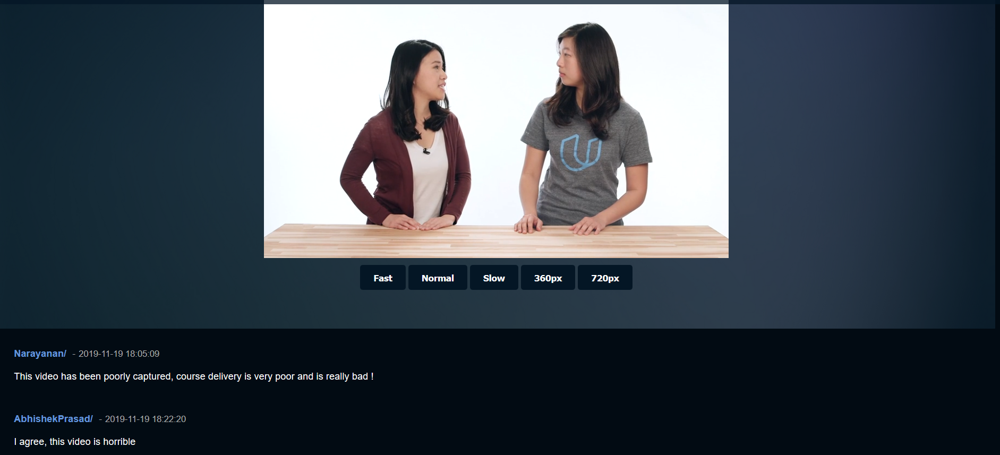 Fast Normal Slow 360px 720px
Narayanan/ - 2019-11-19 18:05:09
This video has been poorly captured, course delivery is very poor and is really bad !
AbhishekPrasad/ - 2019-11-19 18:22:20
I agree, this video is horrible